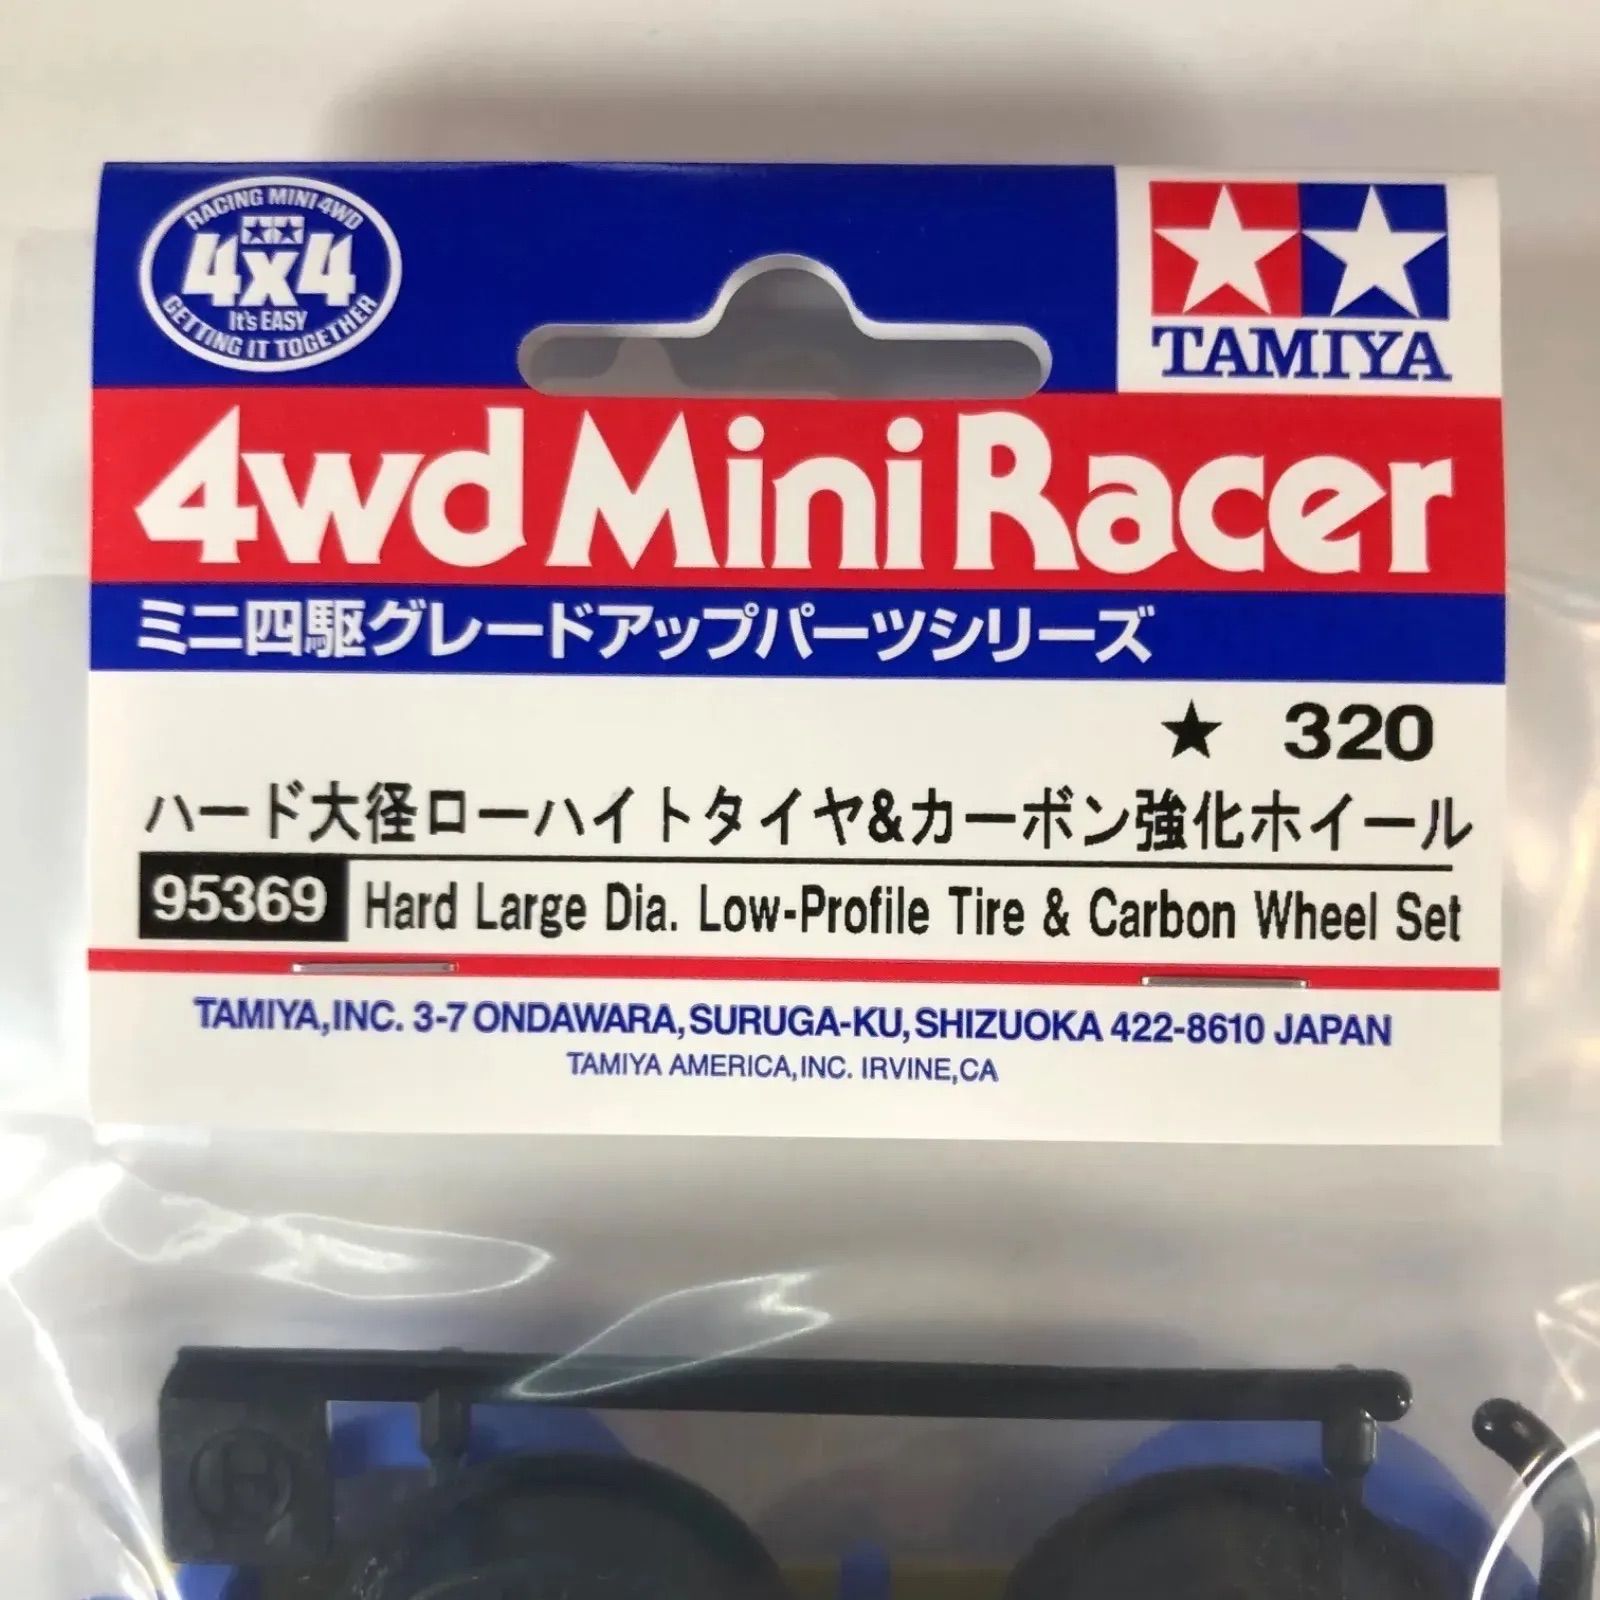 RACING MINI 4WD
4x4
It's EASY
GETTING IT TOGETHER
TAMIYA
4wd Mini Racer
ミニ四駆グレードアップパーツシリーズ
★ 320
ハード大径ローハイトタイヤ&カーボン強化ホイール
95369 Hard Large Dia. Low-Profile Tire & Carbon Wheel Set
TAMIYA,INC. 3-7 ONDAWARA,SURUGA-KU,SHIZUOKA 422-8610 JAPAN
TAMIYA AMERICA,INC. IRVINE,CA
H